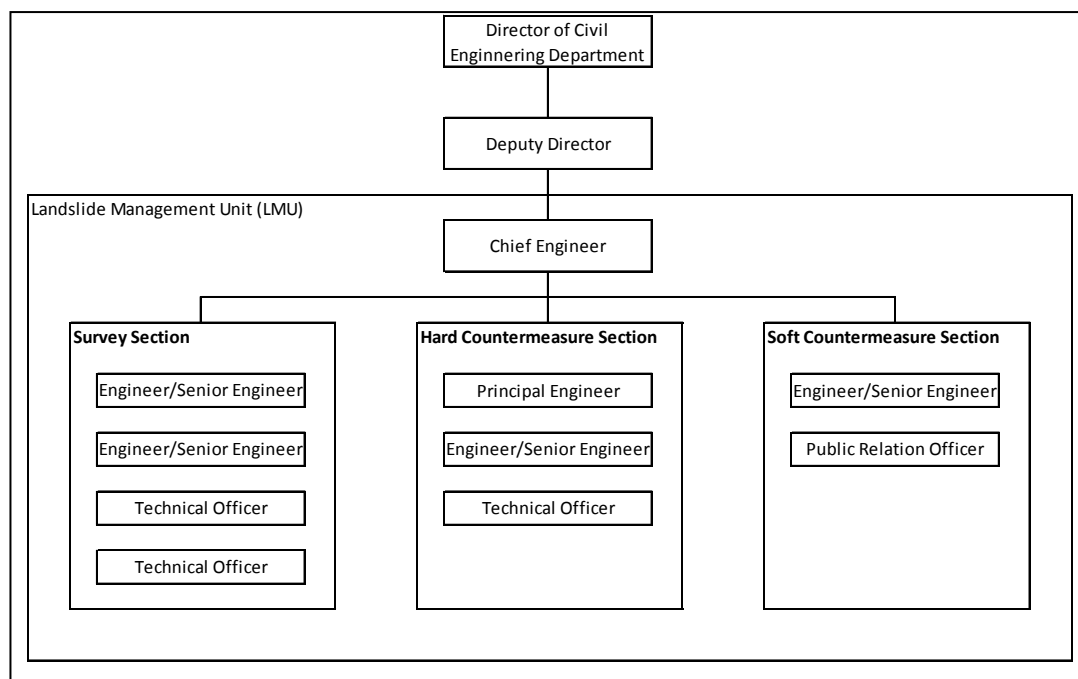 Director of Civil
Enginnering Department
Deputy Director
Landslide Management Unit (LMU)
Chief Engineer
Survey Section
Engineer/Senior Engineer
Engineer/Senior Engineer
Technical Officer
Technical Officer
Hard Countermeasure Section
Principal Engineer
Engineer/Senior Engineer
Technical Officer
Soft Countermeasure Section
Engineer/Senior Engineer
Public Relation Officer